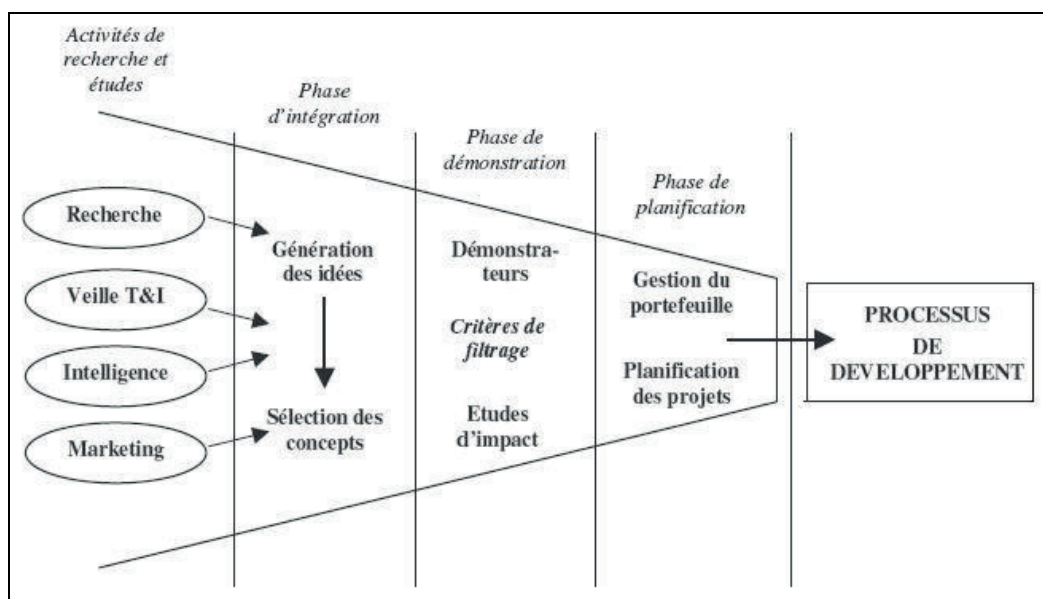 Activités de
recherche et
études
Phase
d'intégration
Phase de
démonstration
Phase de
planification
Recherche
Veille T&I
Intelligence
Marketing
Génération
des idées
Sélection des
concepts
Démonstra-
teurs
Critères de
filtrage
Etudes
d'impact
Gestion du
portefeuille
Planification
des projets
PROCESSUS
DE
DEVELOPPEMENT